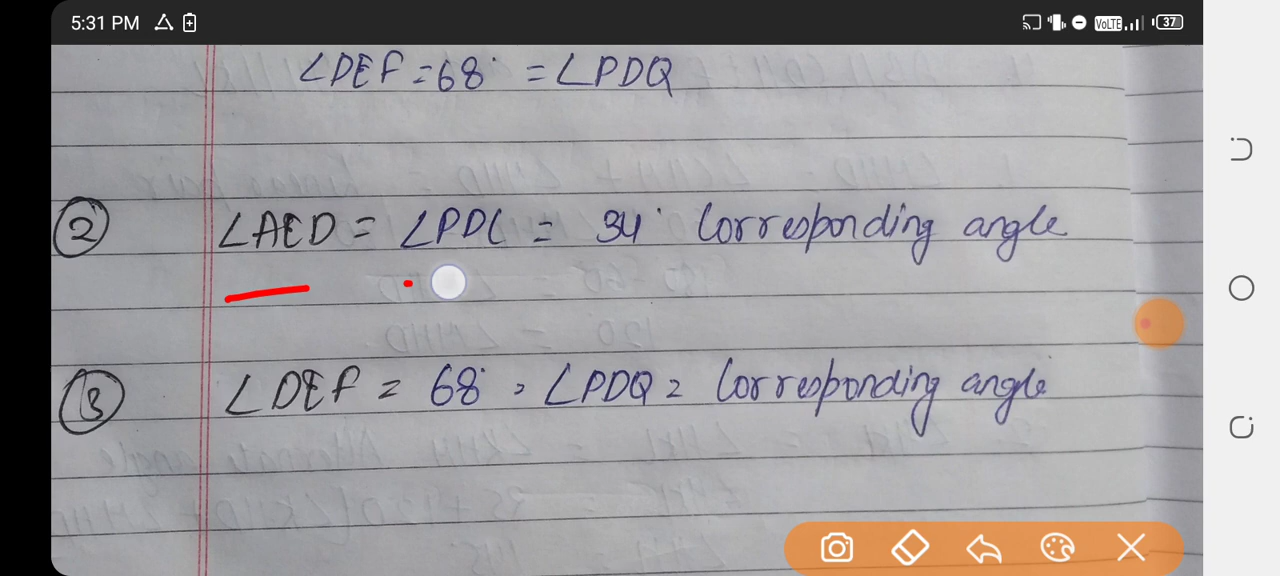 5:31 PM VoLTE 37
∠DEF = 68° = ∠PDQ
② ∠AED = ∠PDC = 34° Corresponding angle
③ ∠DEF = 68° = ∠PDQ = Corresponding angle